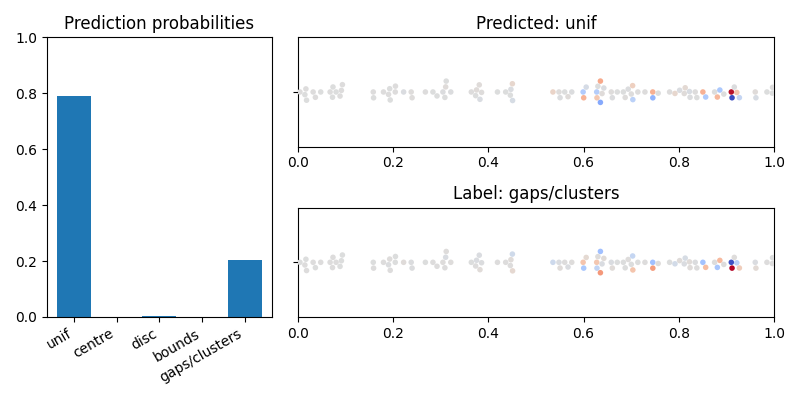 Prediction probabilities
1.0
0.8
0.6
0.4
0.2
0.0
unif
centre
disc
bounds
gaps/clusters
Predicted: unif
0.0 0.2 0.4 0.6 0.8 1.0
Label: gaps/clusters
0.0 0.2 0.4 0.6 0.8 1.0